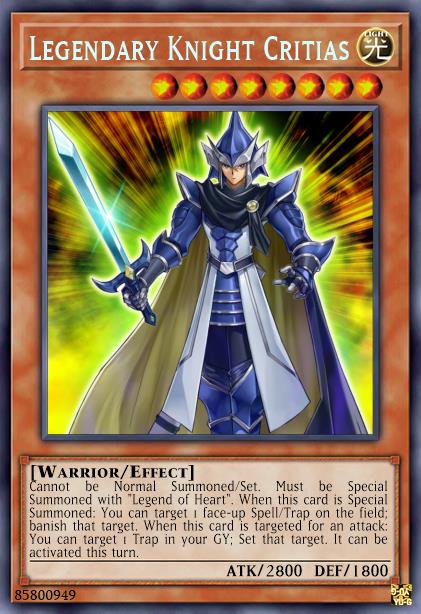 Legendary Knight Critias
LIGHT
光
[Warrior/Effect]
Cannot be Normal Summoned/Set. Must be Special
Summoned with "Legend of Heart". When this card is Special
Summoned: You can target 1 face-up Spell/Trap on the field;
banish that target. When this card is targeted for an attack:
You can target 1 Trap in your GY; Set that target. It can be
activated this turn.
ATK/2800 DEF/1800
85800949